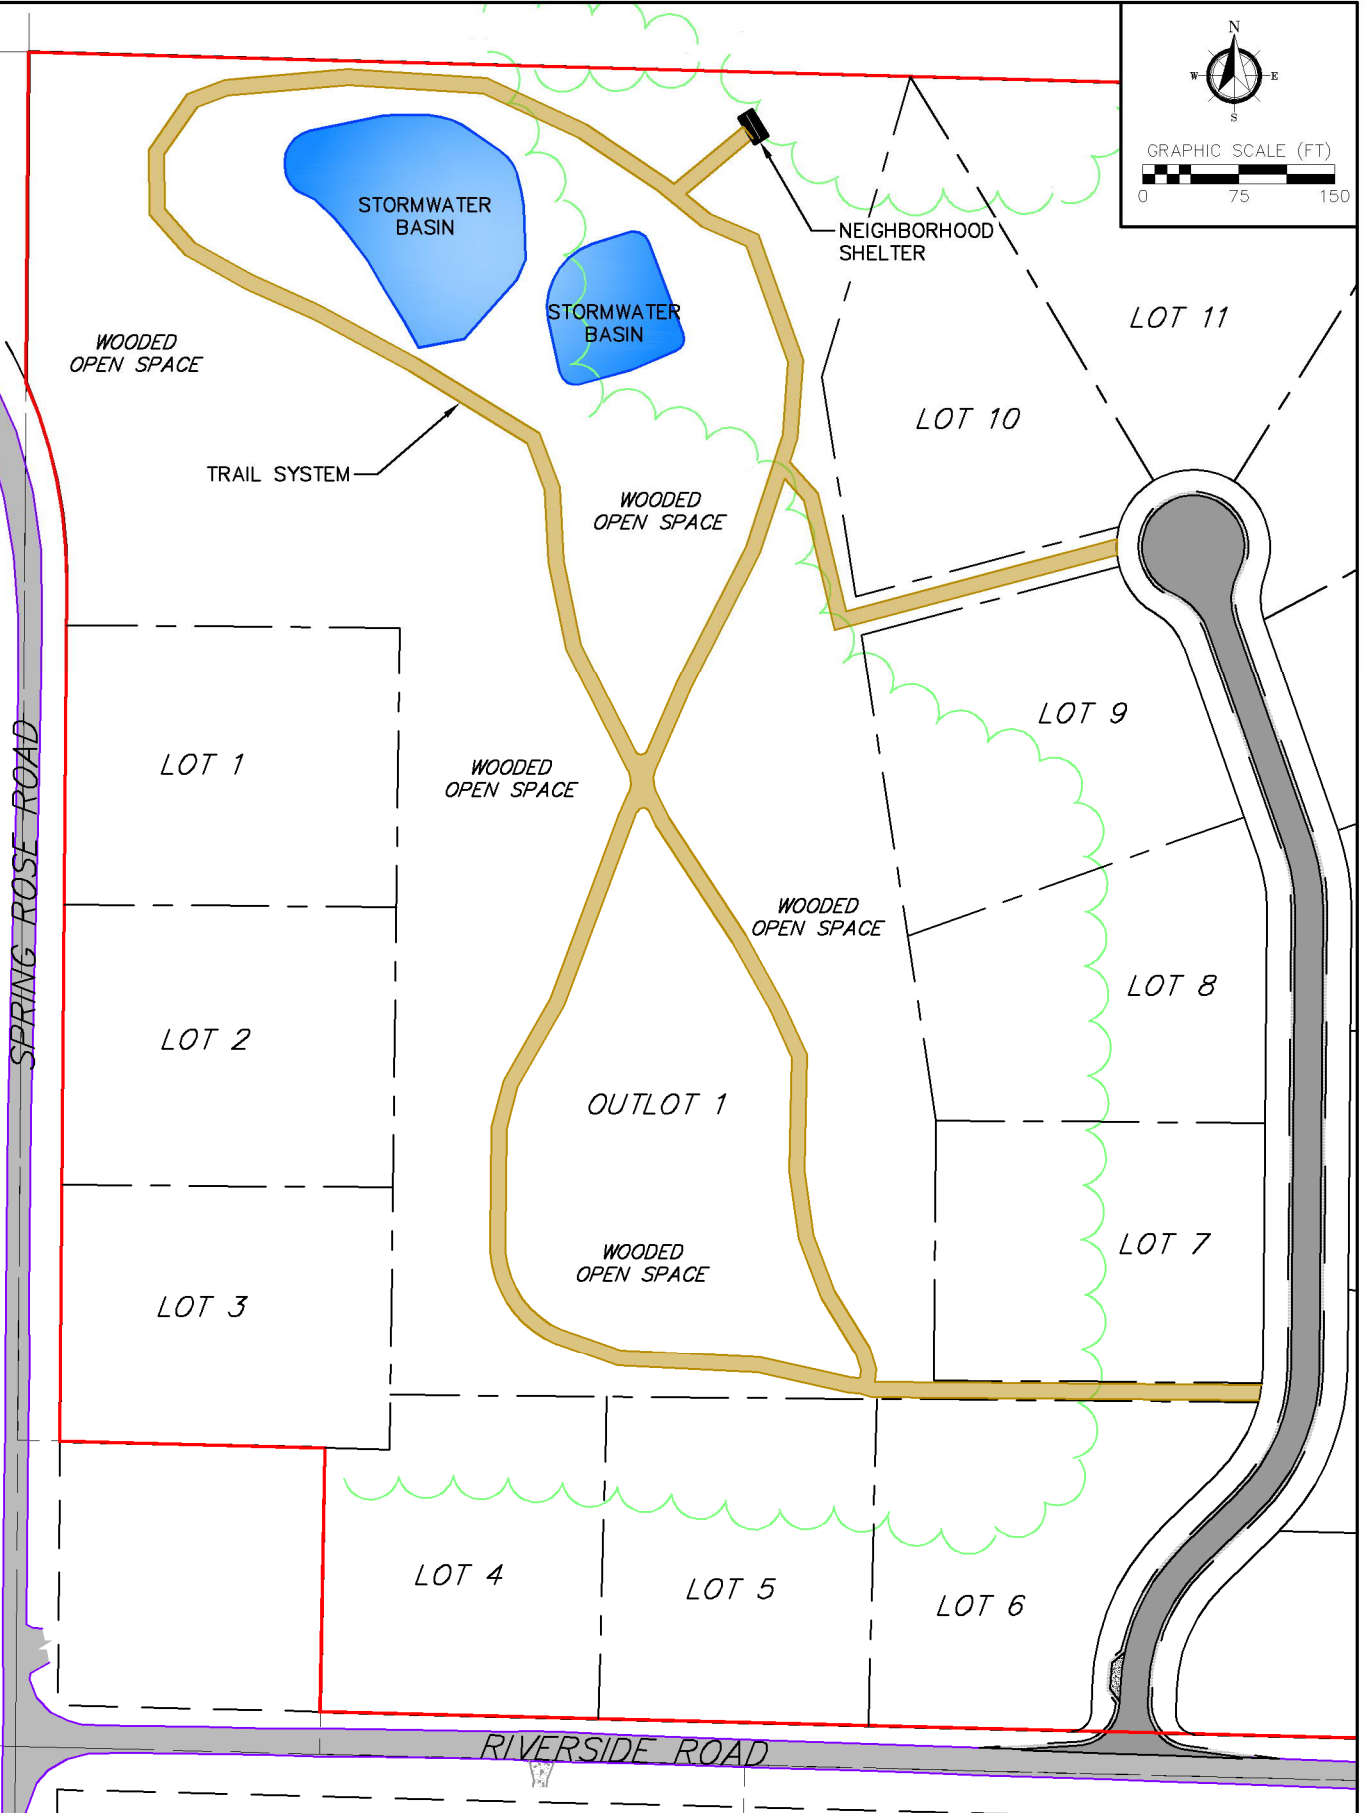 N
W
E
S
GRAPHIC SCALE (FT)
0 75 150
STORMWATER
BASIN
NEIGHBORHOOD
SHELTER
STORMWATER
BASIN
LOT 11
WOODED
OPEN SPACE
LOT 10
TRAIL SYSTEM
WOODED
OPEN SPACE
LOT 9
LOT 1
WOODED
OPEN SPACE
SPRING ROSE ROAD
WOODED
OPEN SPACE
LOT 8
LOT 2
OUTLOT 1
LOT 7
WOODED
OPEN SPACE
LOT 3
LOT 4
LOT 5
LOT 6
RIVERSIDE ROAD